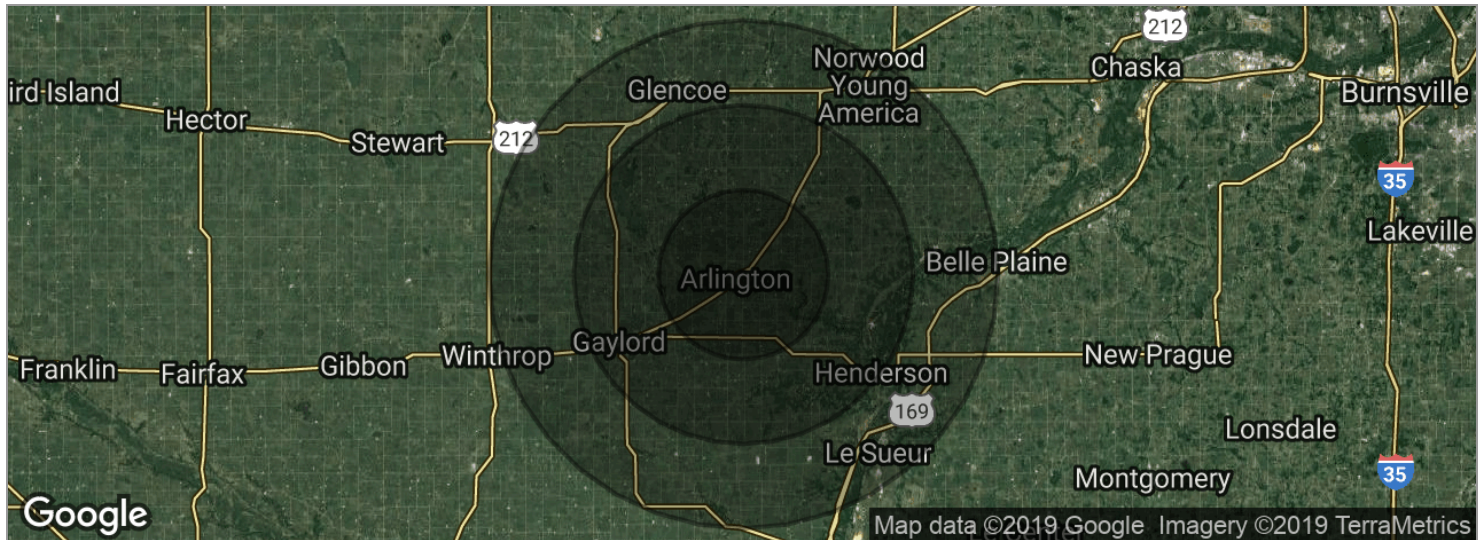 212
Norwood
Young
America
Chaska
Glencoe
ird Island
Burnsville
Hector
Stewart
212
35
Lakeville
Belle Plaine
Arlington
Gaylord
Winthrop
Gibbon
Franklin
Fairfax
New Prague
Henderson
169
Lonsdale
Le Sueur
Montgomery
35
Google
Map data ©2019 Google Imagery ©2019 TerraMetrics